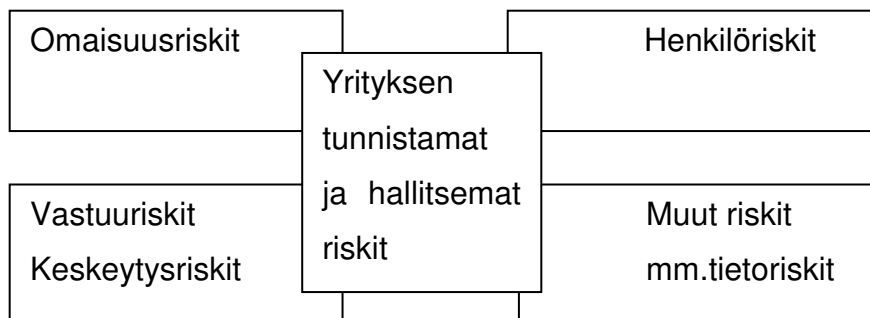 Omaisuusriskit
Henkilöriskit
Yrityksen
tunnistamat
ja hallitsemat
riskit
Vastuuriskit
Keskeytysriskit
Muut riskit
mm.tietoriskit